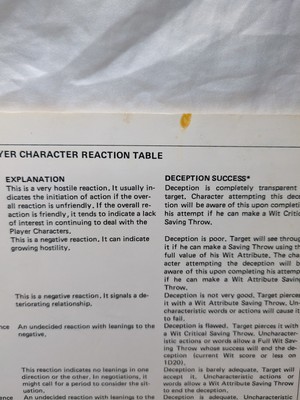 YER CHARACTER REACTION TABLE
EXPLANATION
This is a very hostile reaction. It usually in-
dicates the initiation of action if the over-
all reaction is unfriendly. If the overall re-
action is friendly, it tends to indicate a lack
of interest in continuing to deal with the
Player Characters.
This is a negative reaction. It can indicate
growing hostility.
This is a negative reaction. It signals a de-
teriorating relationship.
nce An undecided reaction with leanings to the
negative.
This reaction indicates no leanings in one
direction or the other. In negotiations, it
might call for a period to consider the sit-
uation.
An undecided reaction with leanings to the
DECEPTION SUCCESS*
Deception is completely transparent
target. Character attempting this dece
tion will be aware of this upon completi
his attempt if he can make a Wit Critic
Saving Throw.
Deception is poor. Target will see throug
it if he can make a Saving Throw using th
full value of his Wit Attribute. The cha
acter attempting the deception will b
aware of this upon completing his attemp
if he can make a Wit Attribute Saving
Throw.
Deception is not very good. Target pierces
it with a Wit Attribute Saving Throw. Un-
characteristic words or actions will cause it
to fail.
Deception is flawed. Target pierces it with
a Wit Critical Saving Throw. Uncharacter-
istic actions or words allow a Full Wit Sav-
ing Throw whose success will end the de-
ception (current Wit score or less on
1D20).
Deception is barely adequate. Target will
accept it. Uncharacteristic actions or
words allow a Wit Attribute Saving Throw
to end the deception.
Deception is adequate. Uncharacteristic